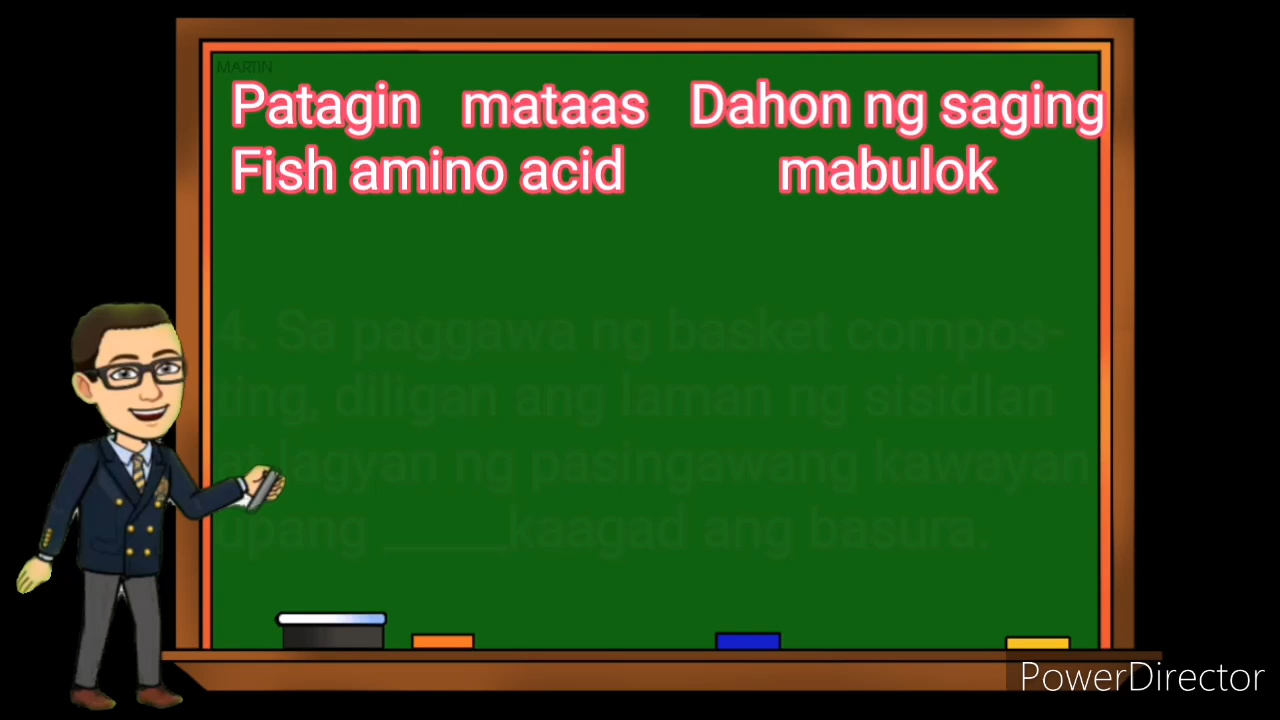 MARTIN
Patagin mataas Dahon ng saging
Fish amino acid mabulok
4. Sa paggawa ng basket compos-
ting, diligan ang laman ng sisidlan
at lagyan ng pasingawang kawayan
upang ______kaagad ang basura.
PowerDirector